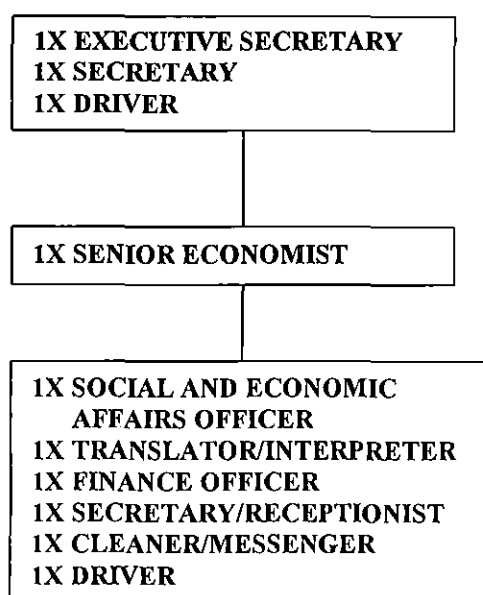 1X EXECUTIVE SECRETARY
1X SECRETARY
1X DRIVER
1X SENIOR ECONOMIST
1X SOCIAL AND ECONOMIC
AFFAIRS OFFICER
1X TRANSLATOR/INTERPRETER
1X FINANCE OFFICER
1X SECRETARY/RECEPTIONIST
1X CLEANER/MESSENGER
1X DRIVER